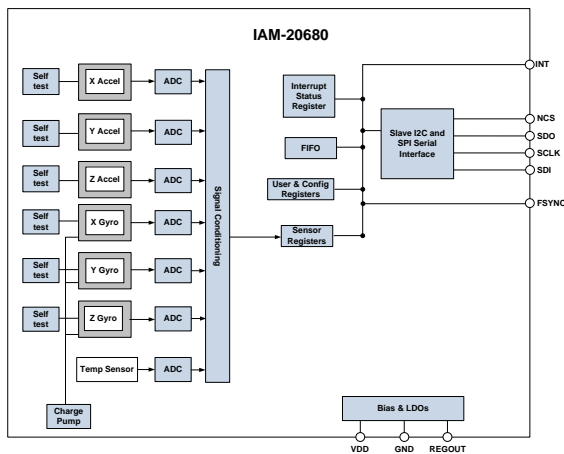 IAM-20680
Self
test
X Accel
ADC
Self
test
Y Accel
ADC
Self
test
Z Accel
ADC
Self
test
X Gyro
ADC
Self
test
Y Gyro
ADC
Self
test
Z Gyro
ADC
Temp Sensor
ADC
Charge
Pump
Signal Conditioning
Interrupt
Status
Register
FIFO
User & Config
Registers
Sensor
Registers
Slave I2C and
SPI Serial
Interface
INT
NCS
SDO
SCLK
SDI
FSYNC
Bias & LDOs
VDD
GND
REGOUT